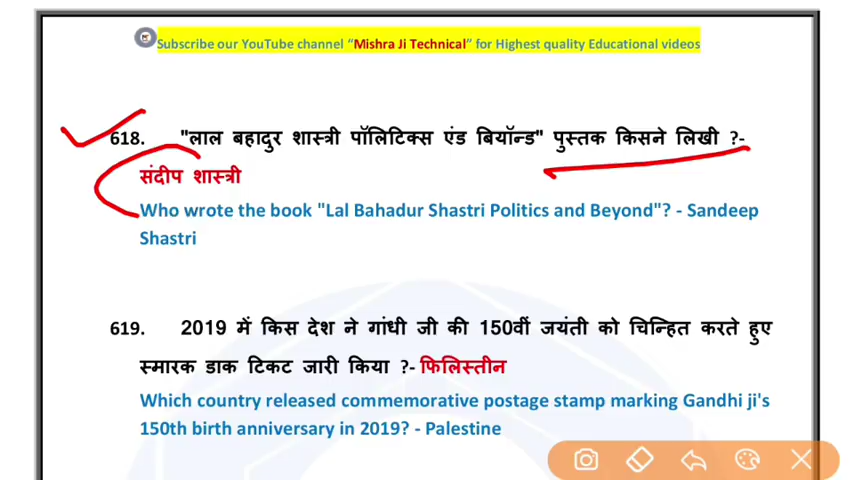 Subscribe our YouTube channel “Mishra Ji Technical” for Highest quality Educational videos
618. "लाल बहादुर शास्त्री पॉलिटिक्स एंड बियॉन्ड" पुस्तक किसने लिखी ?-
संदीप शास्त्री
Who wrote the book "Lal Bahadur Shastri Politics and Beyond"? - Sandeep
Shastri
619. 2019 में किस देश ने गांधी जी की 150वीं जयंती को चिन्हित करते हुए
स्मारक डाक टिकट जारी किया ?- फिलिस्तीन
Which country released commemorative postage stamp marking Gandhi ji's
150th birth anniversary in 2019? - Palestine